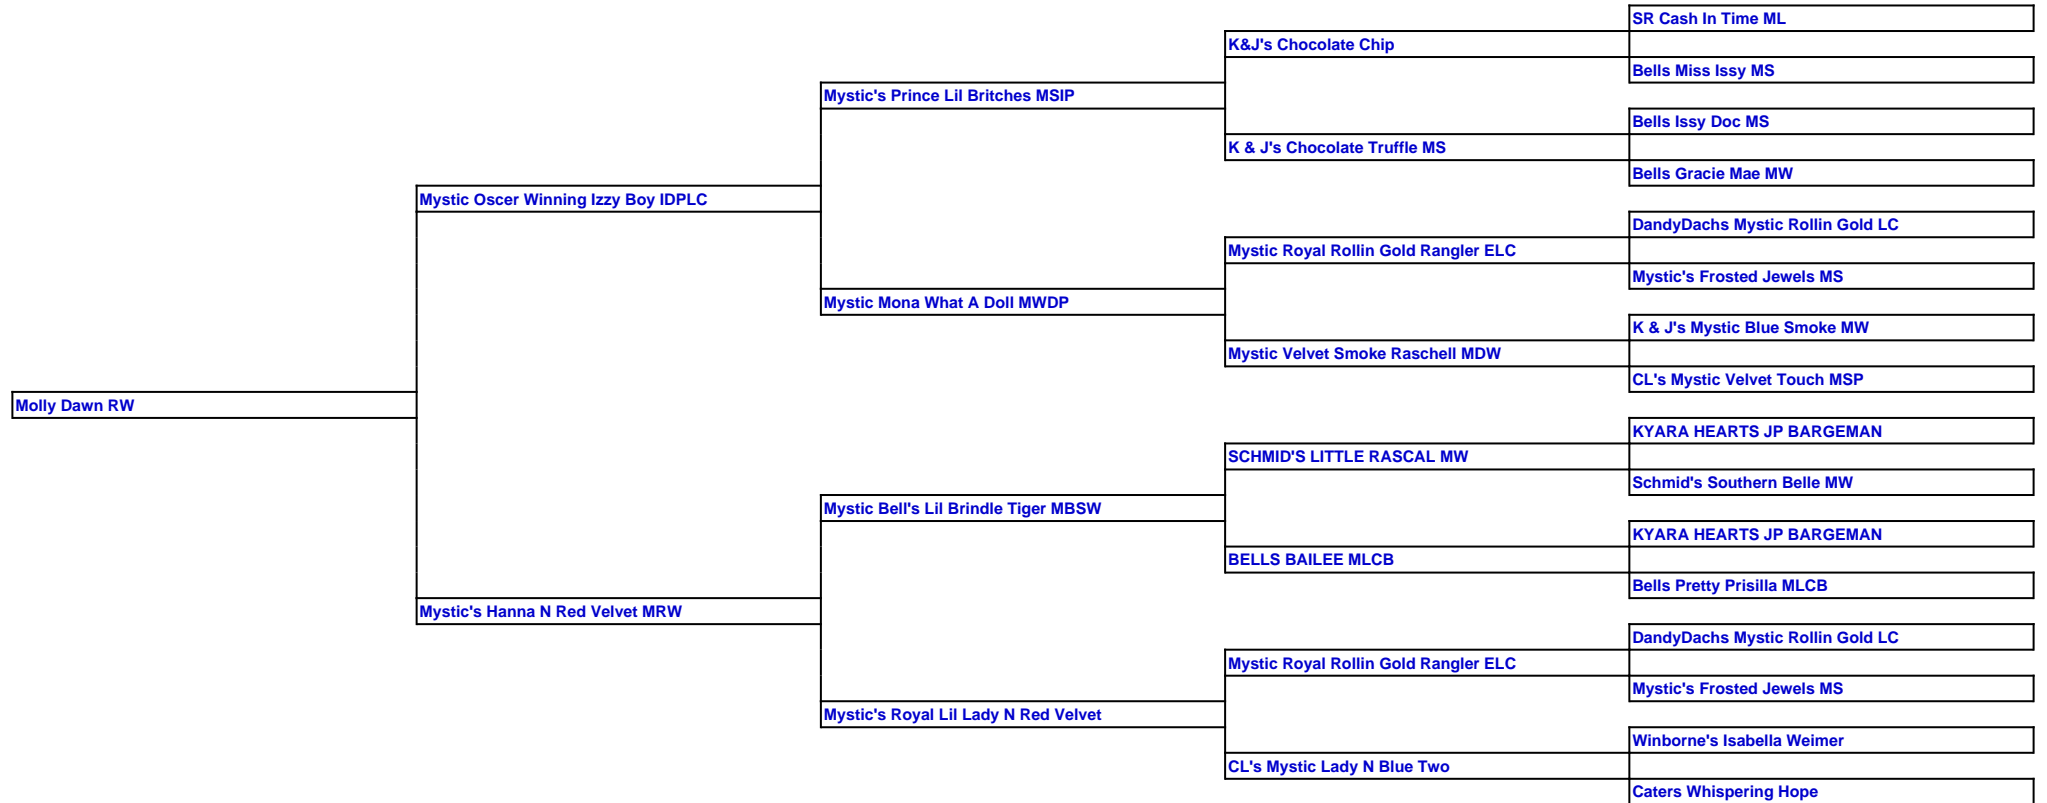 SR Cash In Time ML
K&J's Chocolate Chip
Bells Miss Issy MS
Mystic's Prince Lil Britches MSIP
Bells Issy Doc MS
K & J's Chocolate Truffle MS
Bells Gracie Mae MW
Mystic Oscer Winning Izzy Boy IDPLC
DandyDachs Mystic Rollin Gold LC
Mystic Royal Rollin Gold Rangler ELC
Mystic's Frosted Jewels MS
Mystic Mona What A Doll MWDP
K & J's Mystic Blue Smoke MW
Mystic Velvet Smoke Raschell MDW
CL's Mystic Velvet Touch MSP
Molly Dawn RW
KYARA HEARTS JP BARGEMAN
SCHMID'S LITTLE RASCAL MW
Schmid's Southern Belle MW
Mystic Bell's Lil Brindle Tiger MBSW
KYARA HEARTS JP BARGEMAN
BELLS BAILEE MLCB
Bells Pretty Prisilla MLCB
Mystic's Hanna N Red Velvet MRW
DandyDachs Mystic Rollin Gold LC
Mystic Royal Rollin Gold Rangler ELC
Mystic's Frosted Jewels MS
Mystic's Royal Lil Lady N Red Velvet
Winborne's Isabella Weimer
CL's Mystic Lady N Blue Two
Caters Whispering Hope